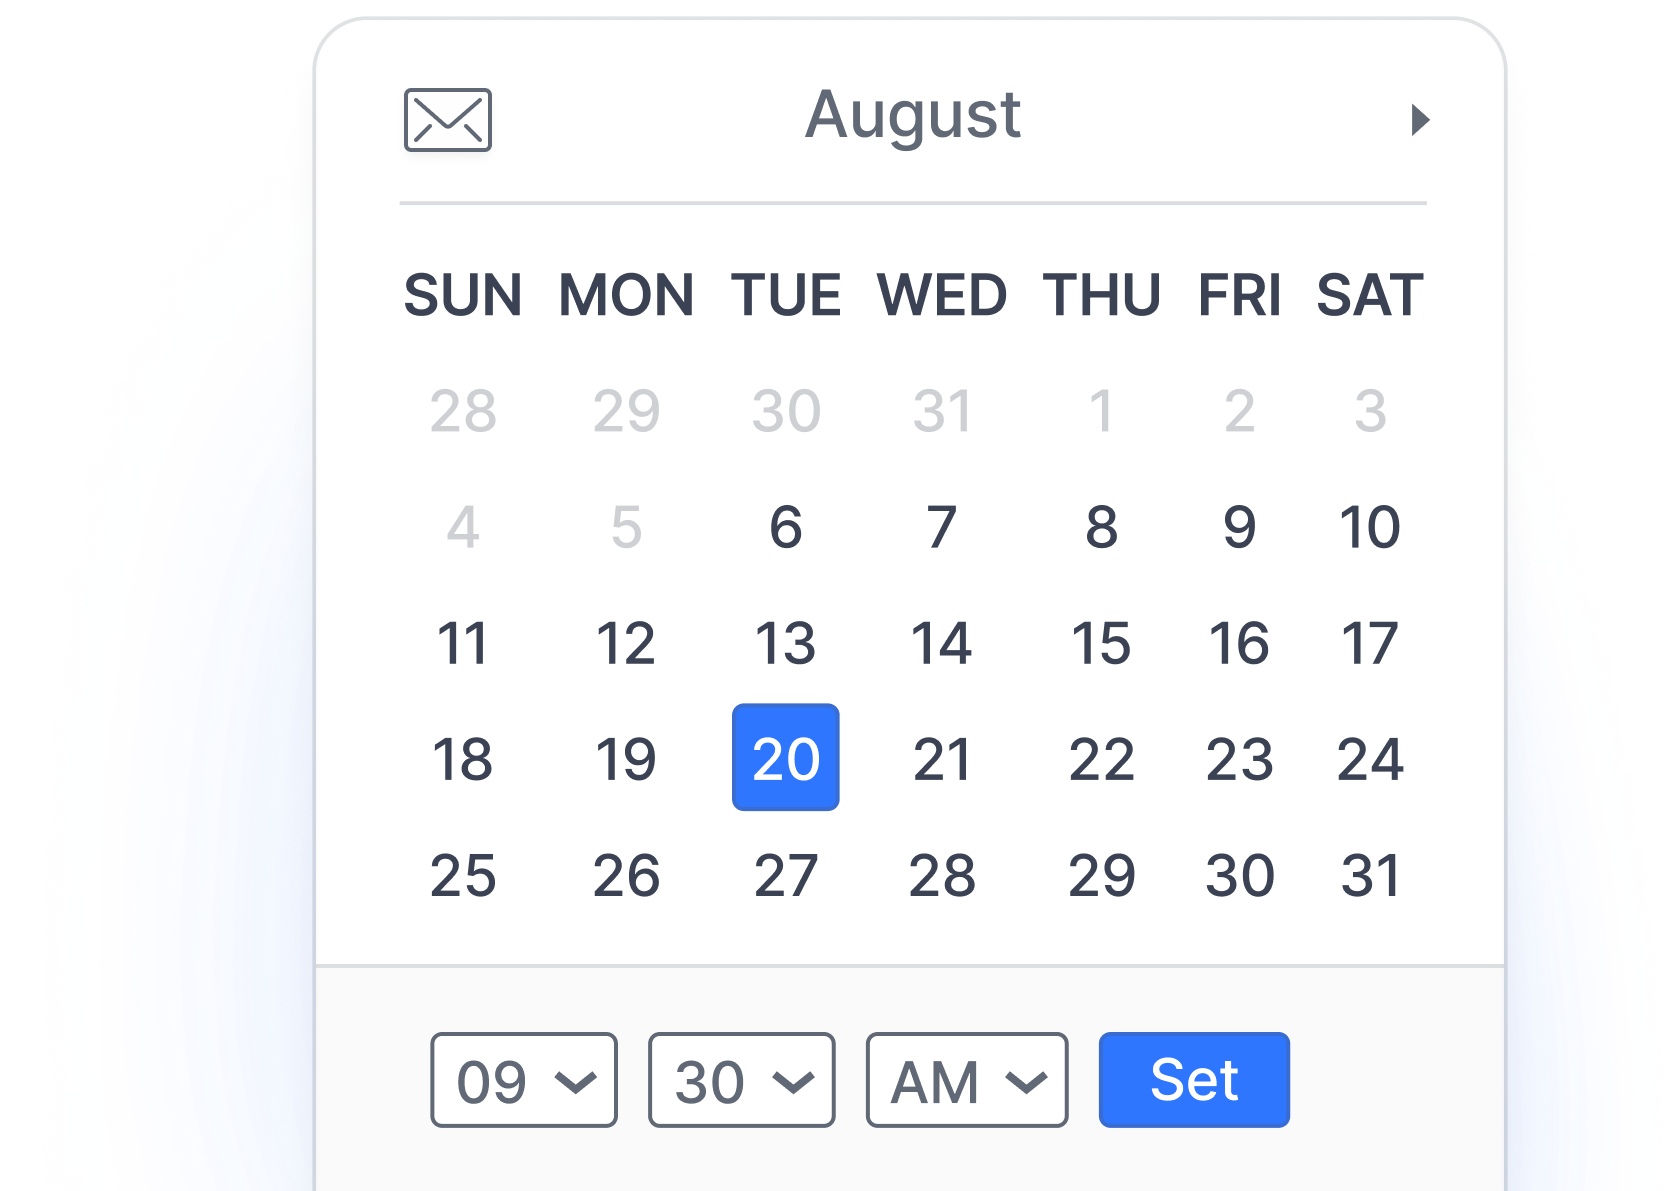 August
SUN MON TUE WED THU FRI SAT
28 29 30 31 1 2 3
4 5 6 7 8 9 10
11 12 13 14 15 16 17
18 19 20 21 22 23 24
25 26 27 28 29 30 31
09 30 AM Set